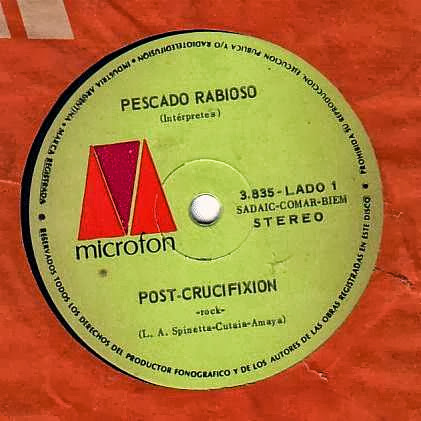 PESCADO RABIOSO
(Intérpretes)
3.835-LADO 1
SADAIC-COMAR-BIEM
STEREO
microfon
POST-CRUCIFIXION
-rock-
(L. A. Spinetta-Cutaia-Amaya)
RESERVADOS TODOS LOS DERECHOS DEL PRODUCTOR FONOGRAFICO Y DE LOS AUTORES DE LAS OBRAS REGISTRADAS EN ESTE DISCO • PROHIBIDA SU REPRODUCCION, EJECUCION PUBLICA Y/O RADIOTELEDIFUSION • INDUSTRIA ARGENTINA • MARCA REGISTRADA •